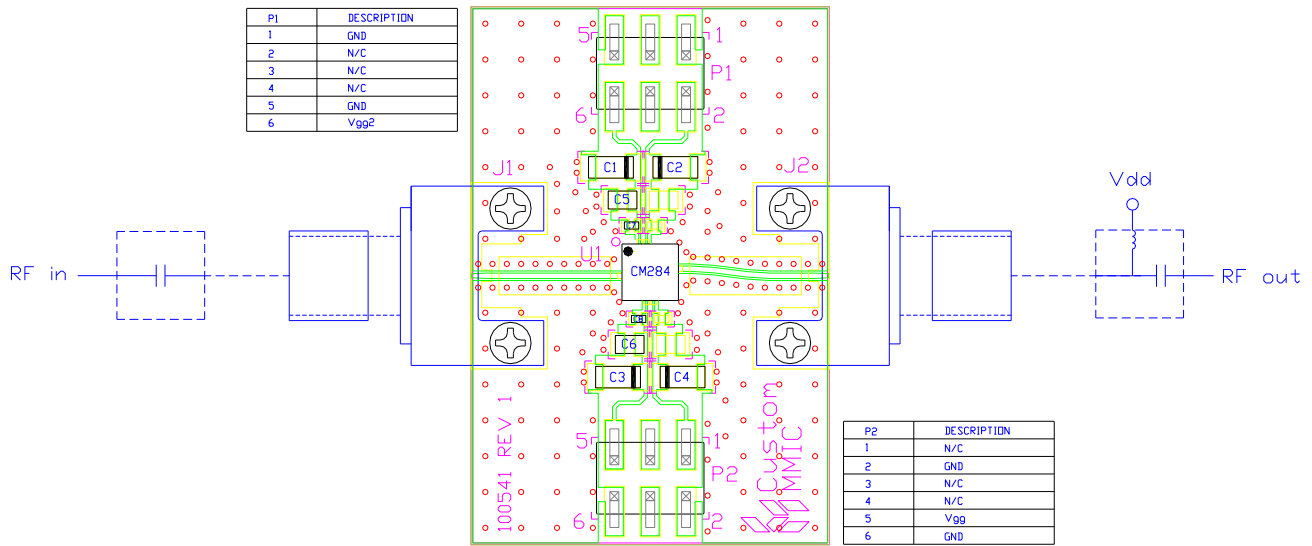 P1 DESCRIPTION
1 GND
2 N/C
3 N/C
4 N/C
5 GND
6 Vgg2
5 1
P1
6 2
J1
J2
C1 C2
C5
U1
CM284
Vdd
RF in
RF out
C6
C3 C4
5 1
P2
6 2
100541 REV 1
Custom
MMIC
P2 DESCRIPTION
1 N/C
2 GND
3 N/C
4 N/C
5 Vgg
6 GND